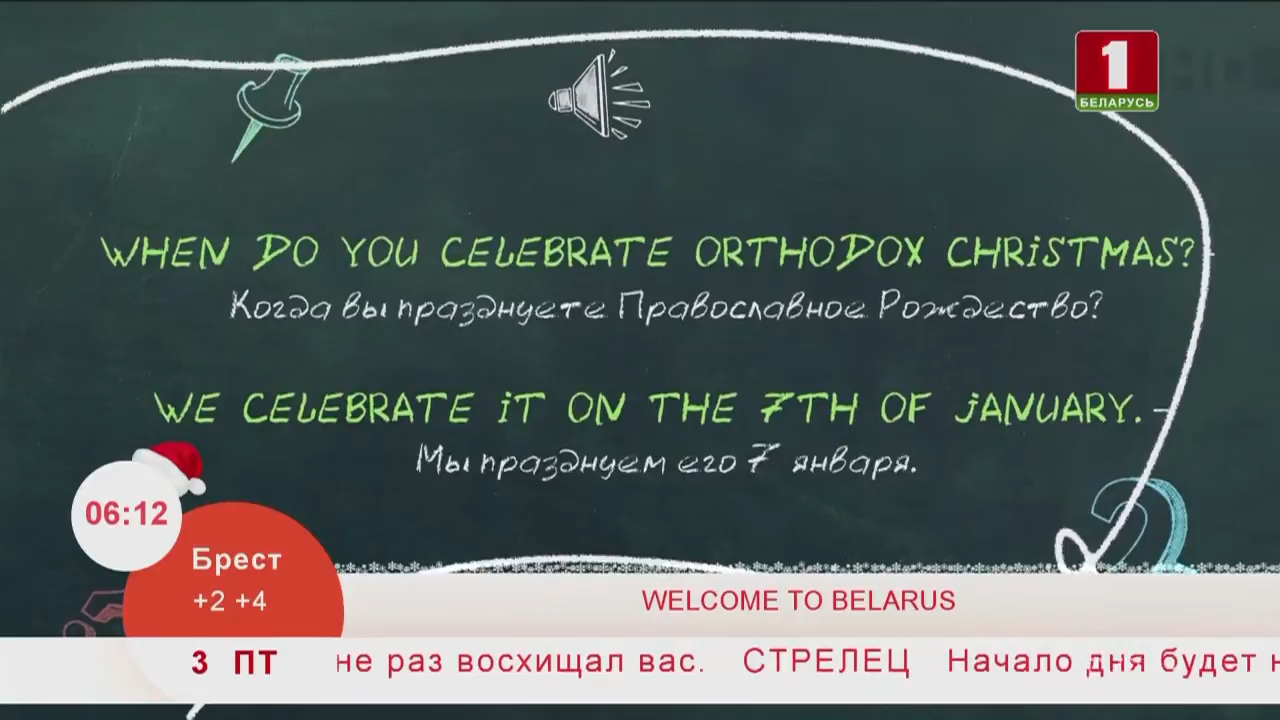 1
БЕЛАРУСЬ
WHEN DO YOU CELEBRATE ORTHODOX CHRiSTMAS?
Когда вы празднуете Православное Рождество?
WE CELEBRATE iT ON THE 7TH OF JANUARY.
Мы празднуем его 7 января.
06:12
Брест
+2 +4
WELCOME TO BELARUS
3 ПТ
не раз восхищал вас. СТРЕЛЕЦ Начало дня будет